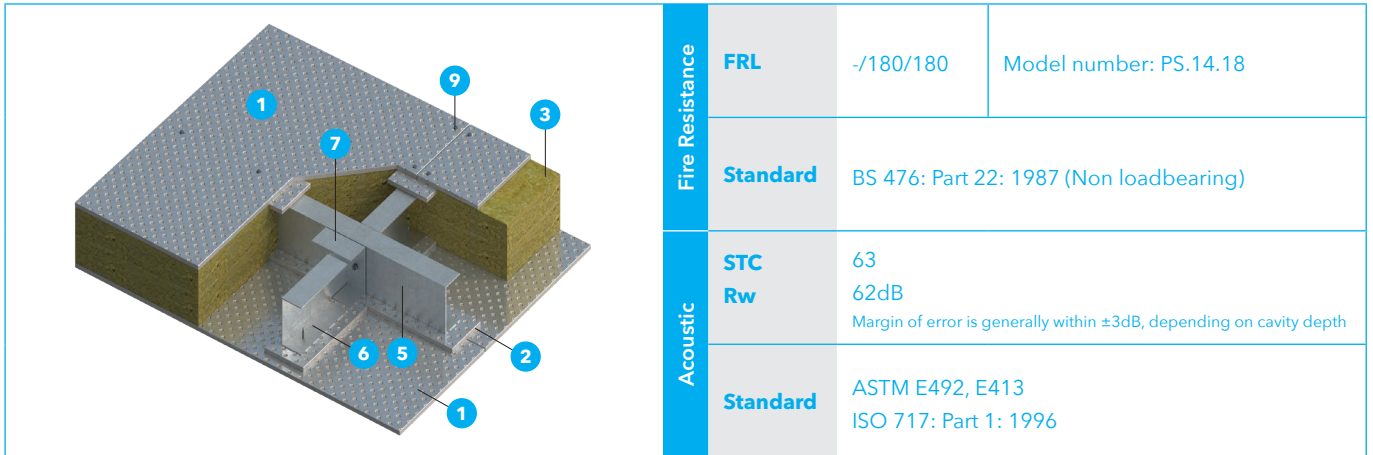 1
9
3
7
6
5
2
1
Fire Resistance
FRL
-/180/180
Model number: PS.14.18
Standard
BS 476: Part 22: 1987 (Non loadbearing)
Acoustic
STC
63
Rw
62dB
Margin of error is generally within ±3dB, depending on cavity depth
Standard
ASTM E492, E413
ISO 717: Part 1: 1996